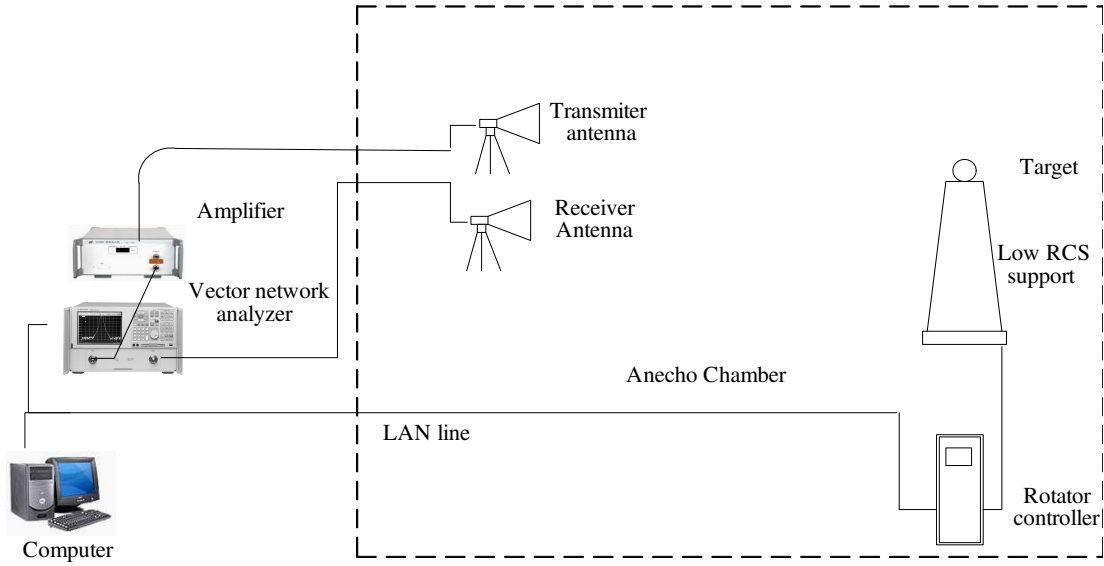 Transmiter
antenna
Target
Amplifier
Receiver
Antenna
Low RCS
support
Vector network
analyzer
Anecho Chamber
LAN line
Rotator
controller
Computer